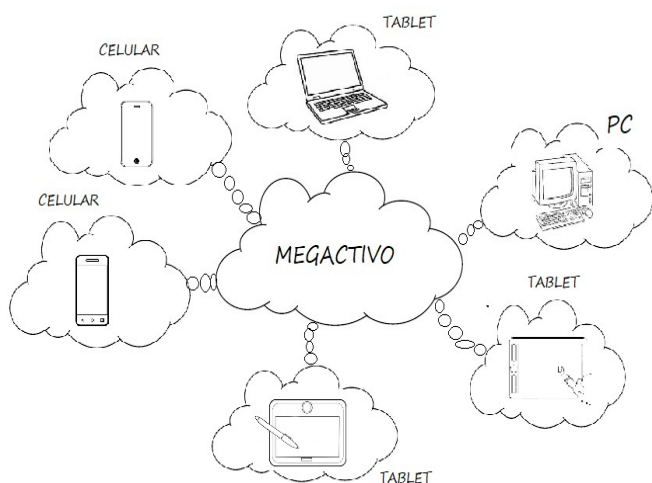 TABLET
CELULAR
PC
CELULAR
MEGACTIVO
TABLET
TABLET